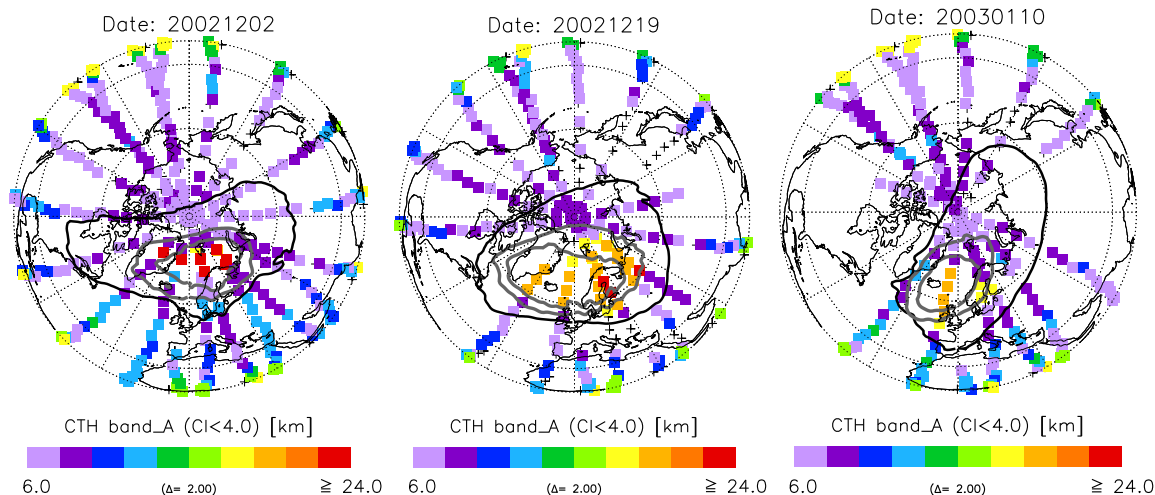 Date: 20021202
Date: 20021219
Date: 20030110
CTH band_A (CI<4.0) [km]
6.0 (Δ= 2.00) ≧ 24.0
CTH band_A (CI<4.0) [km]
6.0 (Δ= 2.00) ≧ 24.0
CTH band_A (CI<4.0) [km]
6.0 (Δ= 2.00) ≧ 24.0